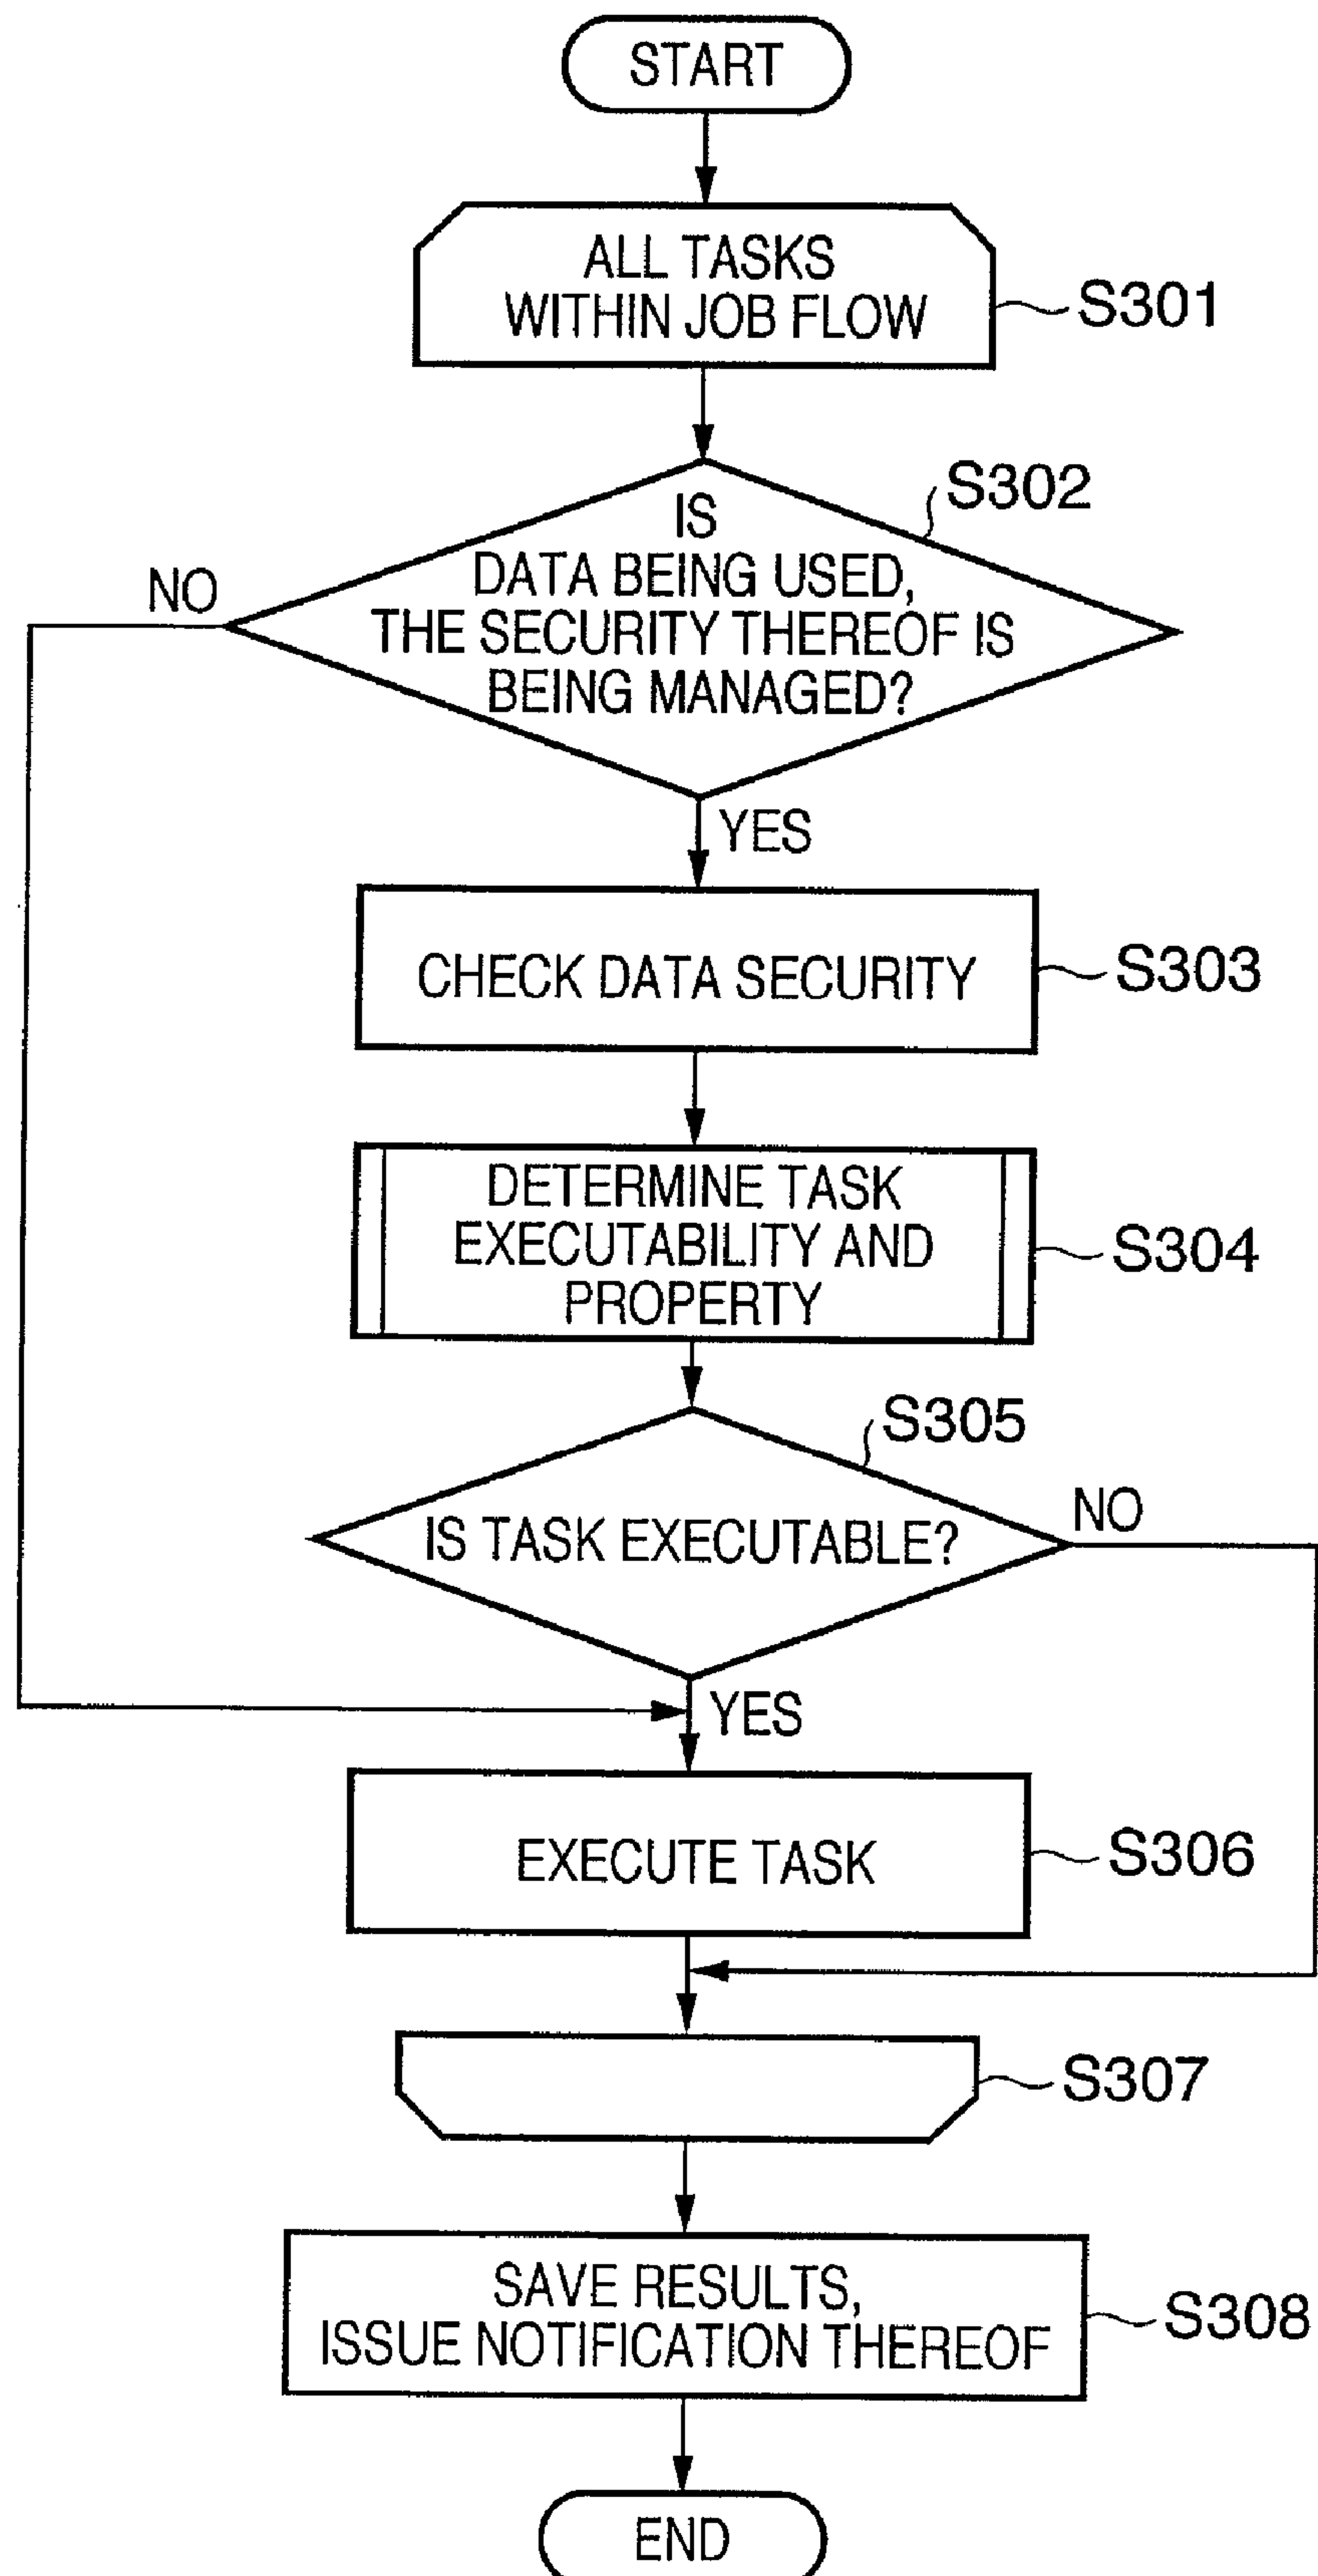 START
ALL TASKS
WITHIN JOB FLOW
S301
S302
IS
DATA BEING USED,
THE SECURITY THEREOF IS
BEING MANAGED?
NO
YES
CHECK DATA SECURITY
S303
DETERMINE TASK
EXECUTABILITY AND
PROPERTY
S304
S305
IS TASK EXECUTABLE?
NO
YES
EXECUTE TASK
S306
S307
SAVE RESULTS,
ISSUE NOTIFICATION THEREOF
S308
END